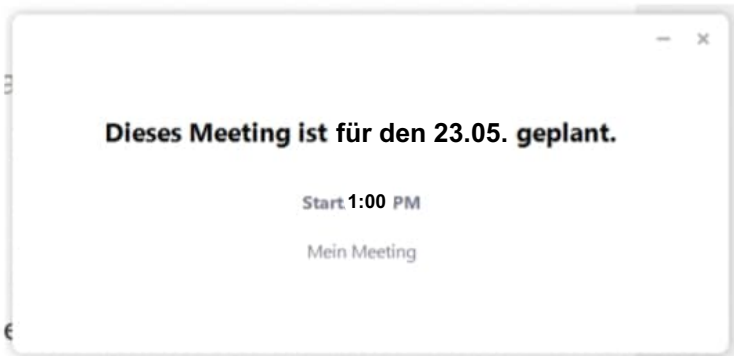 Dieses Meeting ist für den 23.05. geplant.
Start 1:00 PM
Mein Meeting